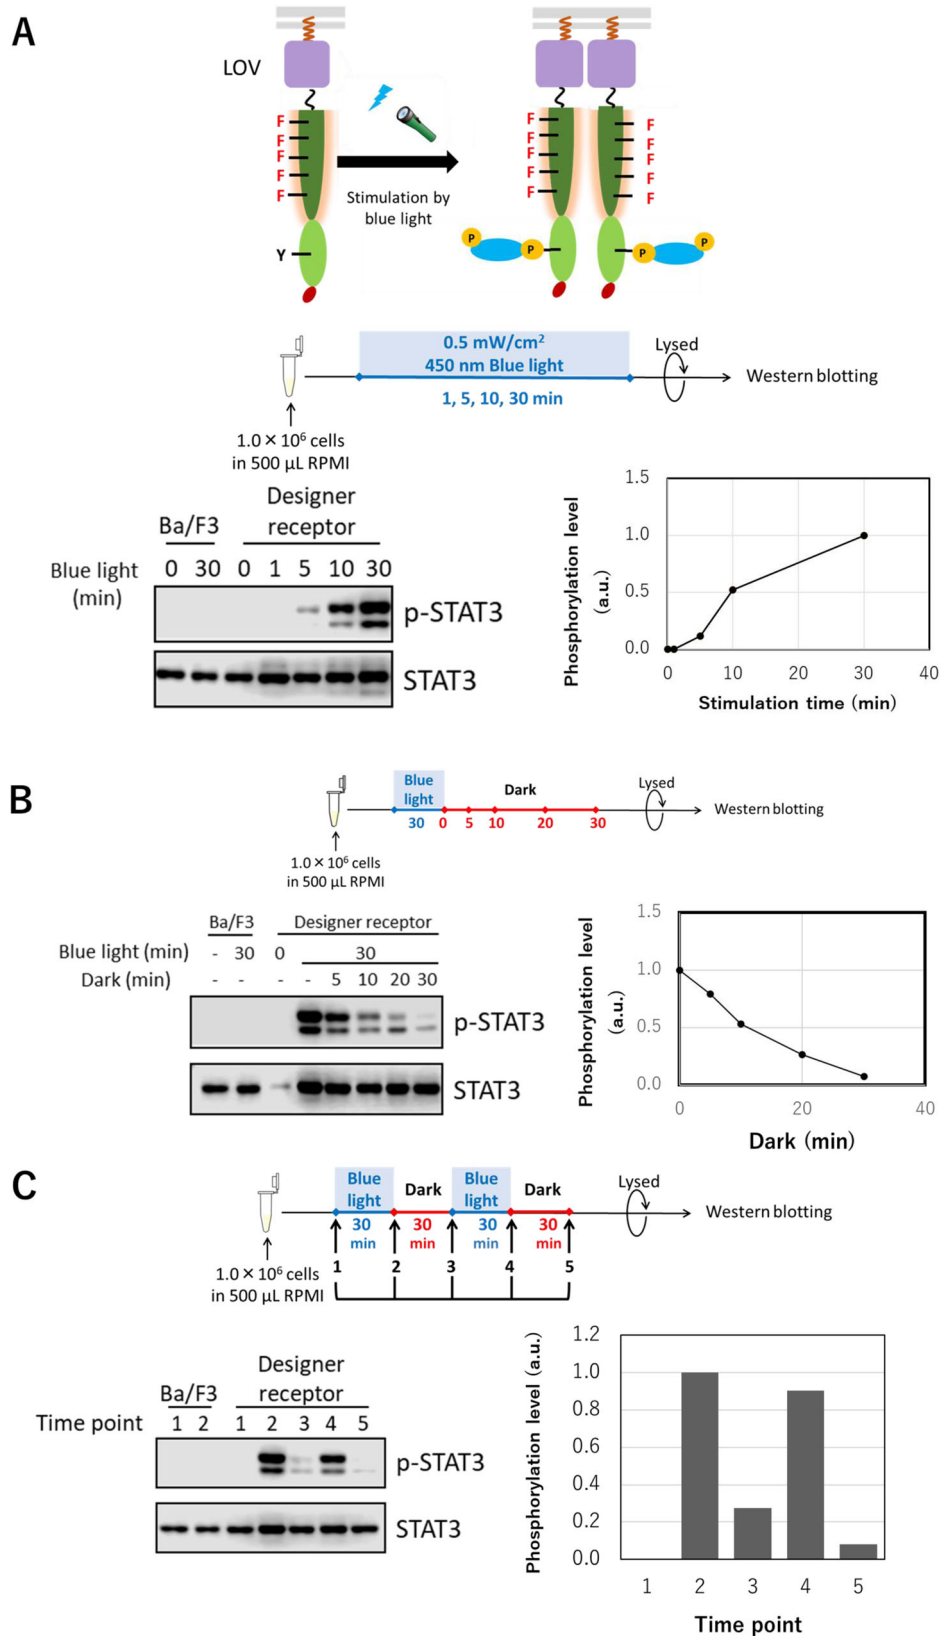 A
LOV
F
F
F
F
F
Y
Stimulation by
blue light
F
F
F
F
F
F
F
F
F
F
P
P
P
P
0.5 mW/cm²
450 nm Blue light
1, 5, 10, 30 min
Lysed
Western blotting
1.0 × 10⁶ cells
in 500 μL RPMI
Ba/F3
Designer
receptor
Blue light
(min)
0 30 0 1 5 10 30
p-STAT3
STAT3
Phosphorylation level
(a.u.)
1.5
1.0
0.5
0.0
0 10 20 30 40
Stimulation time (min)
B
Blue
light
Dark
30 0 5 10 20 30
Lysed
Western blotting
1.0 × 10⁶ cells
in 500 μL RPMI
Ba/F3 Designer receptor
Blue light (min) - 30 0 30
Dark (min) - - - - 5 10 20 30
p-STAT3
STAT3
Phosphorylation level
(a.u.)
1.5
1.0
0.5
0.0
0 20 40
Dark (min)
C
Blue
light
Dark
Blue
light
Dark
30
min
30
min
30
min
30
min
1 2 3 4 5
Lysed
Western blotting
1.0 × 10⁶ cells
in 500 μL RPMI
Ba/F3
Designer
receptor
Time point 1 2 1 2 3 4 5
p-STAT3
STAT3
Phosphorylation level (a.u.)
1.2
1.0
0.8
0.6
0.4
0.2
0.0
1 2 3 4 5
Time point